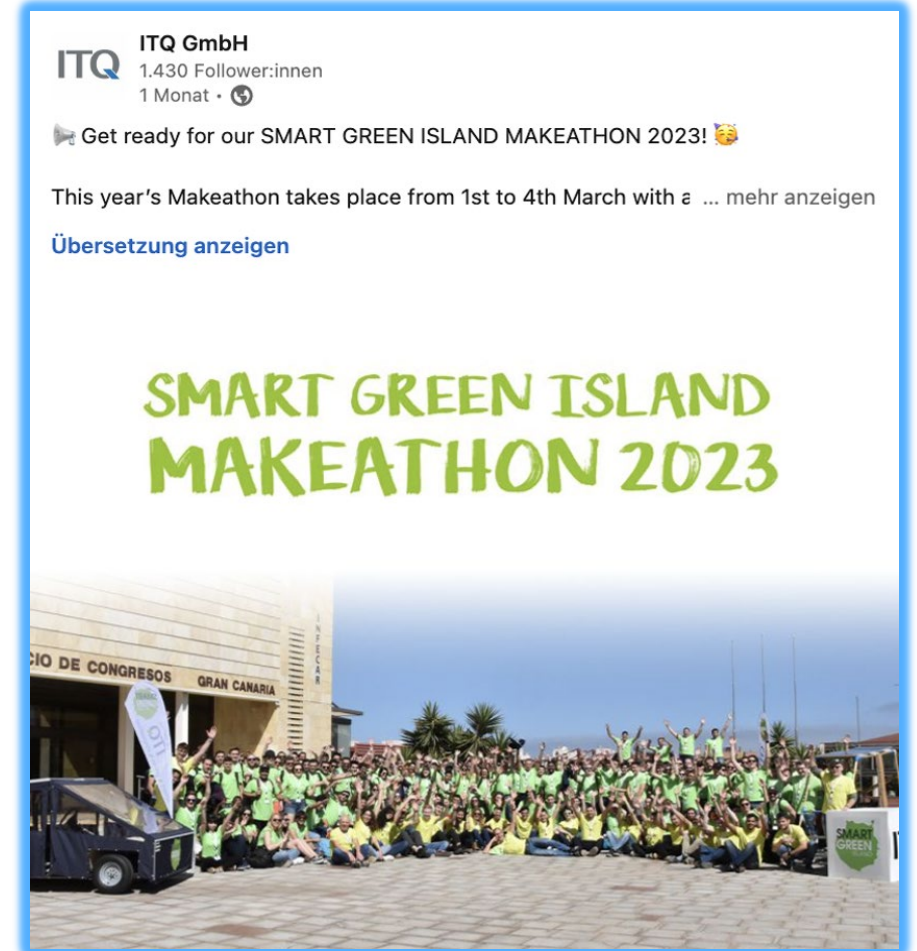 ITQ
ITQ GmbH
1.430 Follower:innen
1 Monat •
Get ready for our SMART GREEN ISLAND MAKEATHON 2023!
This year's Makeathon takes place from 1st to 4th March with a ... mehr anzeigen
Übersetzung anzeigen
SMART GREEN ISLAND
MAKEATHON 2023
INFECAR
CIO DE CONGRESOS GRAN CANARIA
ITQ
SMART
GREEN
ISLAND